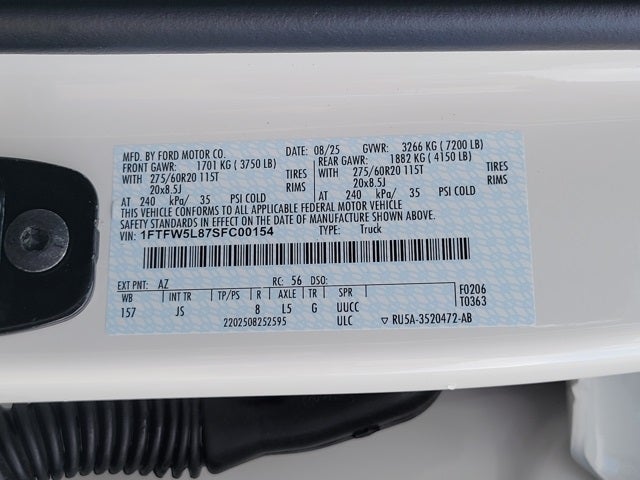 MFD. BY FORD MOTOR CO. DATE: 08/25 GVWR: 3266 KG ( 7200 LB)
FRONT GAWR: 1701 KG ( 3750 LB) REAR GAWR: 1882 KG ( 4150 LB)
WITH 275/60R20 115T TIRES WITH 275/60R20 115T TIRES
20x8.5J RIMS 20x8.5J RIMS
AT 240 kPa/ 35 PSI COLD AT 240 kPa/ 35 PSI COLD
THIS VEHICLE CONFORMS TO ALL APPLICABLE FEDERAL MOTOR VEHICLE
SAFETY STANDARDS IN EFFECT ON THE DATE OF MANUFACTURE SHOWN ABOVE.
VIN: 1FTFW5L87SFC00154 TYPE: Truck
EXT PNT: AZ RC: 56 DSO: F0206
WB INT TR TP/PS R AXLE TR SPR T0363
157 JS 8 L5 G UUCC
2202508252595 ULC ▽ RU5A-3520472-AB